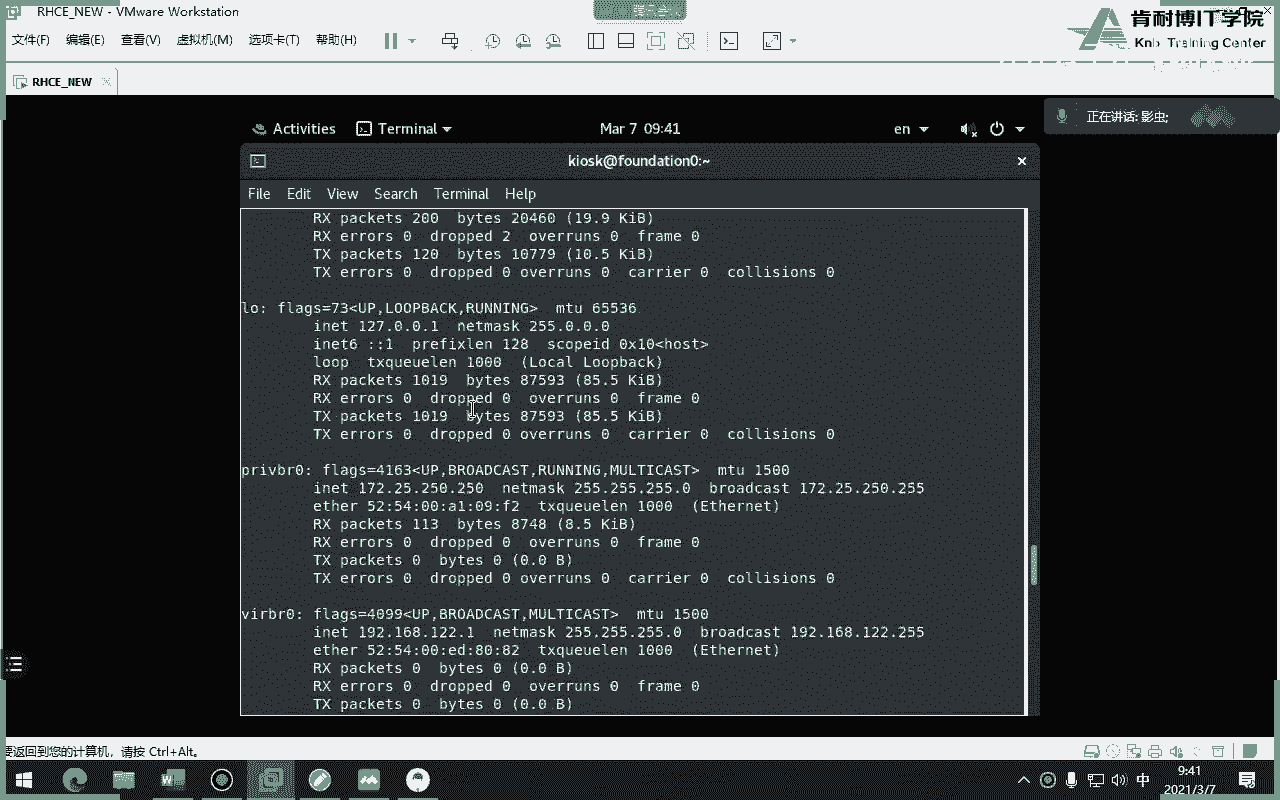 RHCE_NEW - VMware Workstation
肯耐博IT学院
Knb Training Center
文件(F) 编辑(E) 查看(V) 虚拟机(M) 选项卡(T) 帮助(H)
RHCE_NEW
正在讲话: 影虫;
Activities Terminal Mar 7 09:41 en
kiosk@foundation0:~
File Edit View Search Terminal Help
RX packets 200 bytes 20460 (19.9 KiB)
RX errors 0 dropped 2 overruns 0 frame 0
TX packets 120 bytes 10779 (10.5 KiB)
TX errors 0 dropped 0 overruns 0 carrier 0 collisions 0
lo: flags=73<UP,LOOPBACK,RUNNING> mtu 65536
inet 127.0.0.1 netmask 255.0.0.0
inet6 ::1 prefixlen 128 scopeid 0x10<host>
loop txqueuelen 1000 (Local Loopback)
RX packets 1019 bytes 87593 (85.5 KiB)
RX errors 0 dropped 0 overruns 0 frame 0
TX packets 1019 bytes 87593 (85.5 KiB)
TX errors 0 dropped 0 overruns 0 carrier 0 collisions 0
privbr0: flags=4163<UP,BROADCAST,RUNNING,MULTICAST> mtu 1500
inet 172.25.250.250 netmask 255.255.255.0 broadcast 172.25.250.255
ether 52:54:00:a1:09:f2 txqueuelen 1000 (Ethernet)
RX packets 113 bytes 8748 (8.5 KiB)
RX errors 0 dropped 0 overruns 0 frame 0
TX packets 0 bytes 0 (0.0 B)
TX errors 0 dropped 0 overruns 0 carrier 0 collisions 0
virbr0: flags=4099<UP,BROADCAST,MULTICAST> mtu 1500
inet 192.168.122.1 netmask 255.255.255.0 broadcast 192.168.122.255
ether 52:54:00:ed:80:82 txqueuelen 1000 (Ethernet)
RX packets 0 bytes 0 (0.0 B)
RX errors 0 dropped 0 overruns 0 frame 0
TX packets 0 bytes 0 (0.0 B)
要返回到您的计算机，请按 Ctrl+Alt。
中
9:41
2021/3/7